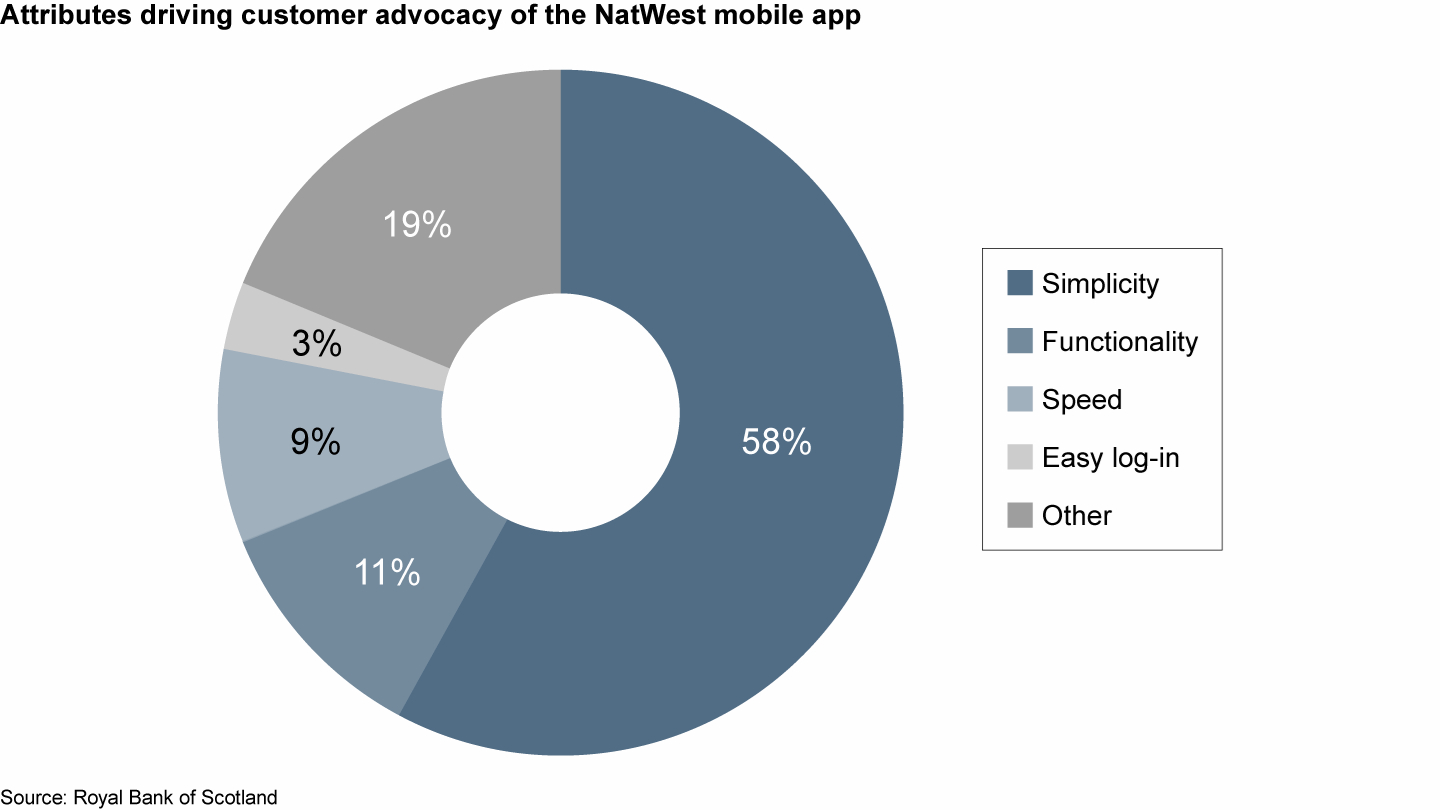 Attributes driving customer advocacy of the NatWest mobile app
19%
3%
9%
58%
11%
Simplicity
Functionality
Speed
Easy log-in
Other
Source: Royal Bank of Scotland